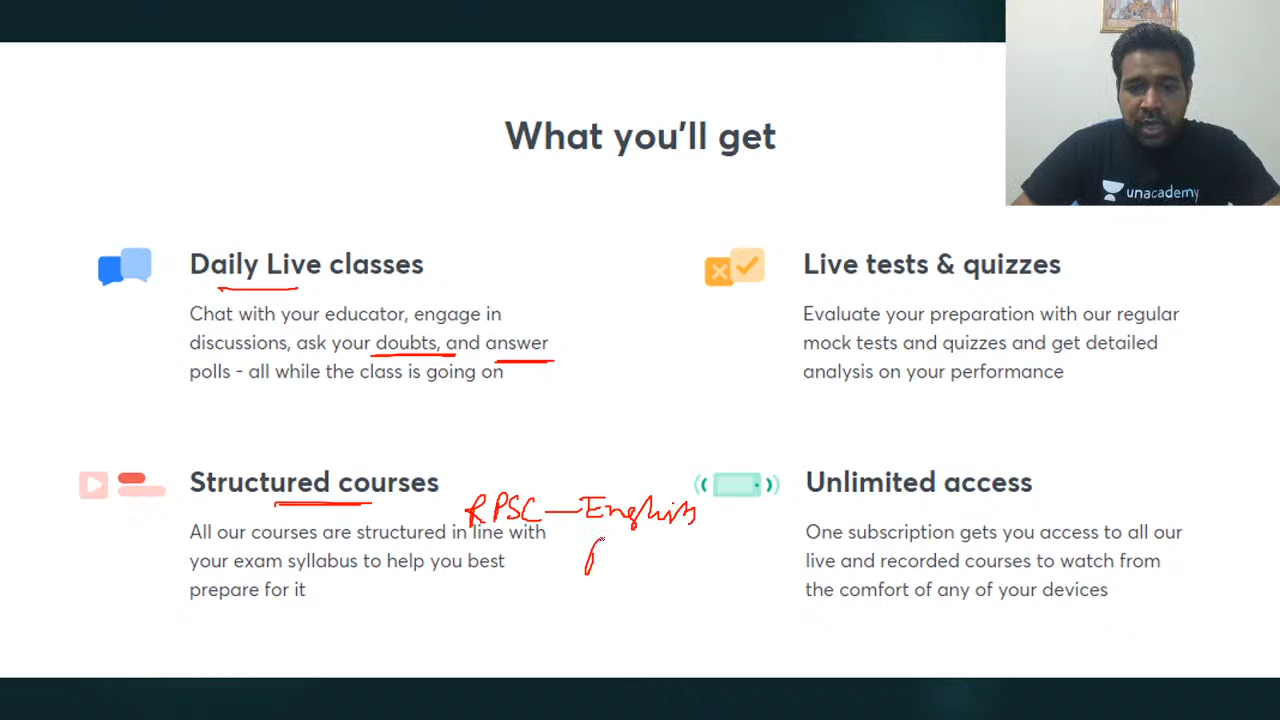 What you'll get
unacademy
Daily Live classes
Chat with your educator, engage in
discussions, ask your doubts, and answer
polls - all while the class is going on
Live tests & quizzes
Evaluate your preparation with our regular
mock tests and quizzes and get detailed
analysis on your performance
Structured courses
RPSC — English
All our courses are structured in line with
your exam syllabus to help you best
prepare for it
Unlimited access
One subscription gets you access to all our
live and recorded courses to watch from
the comfort of any of your devices